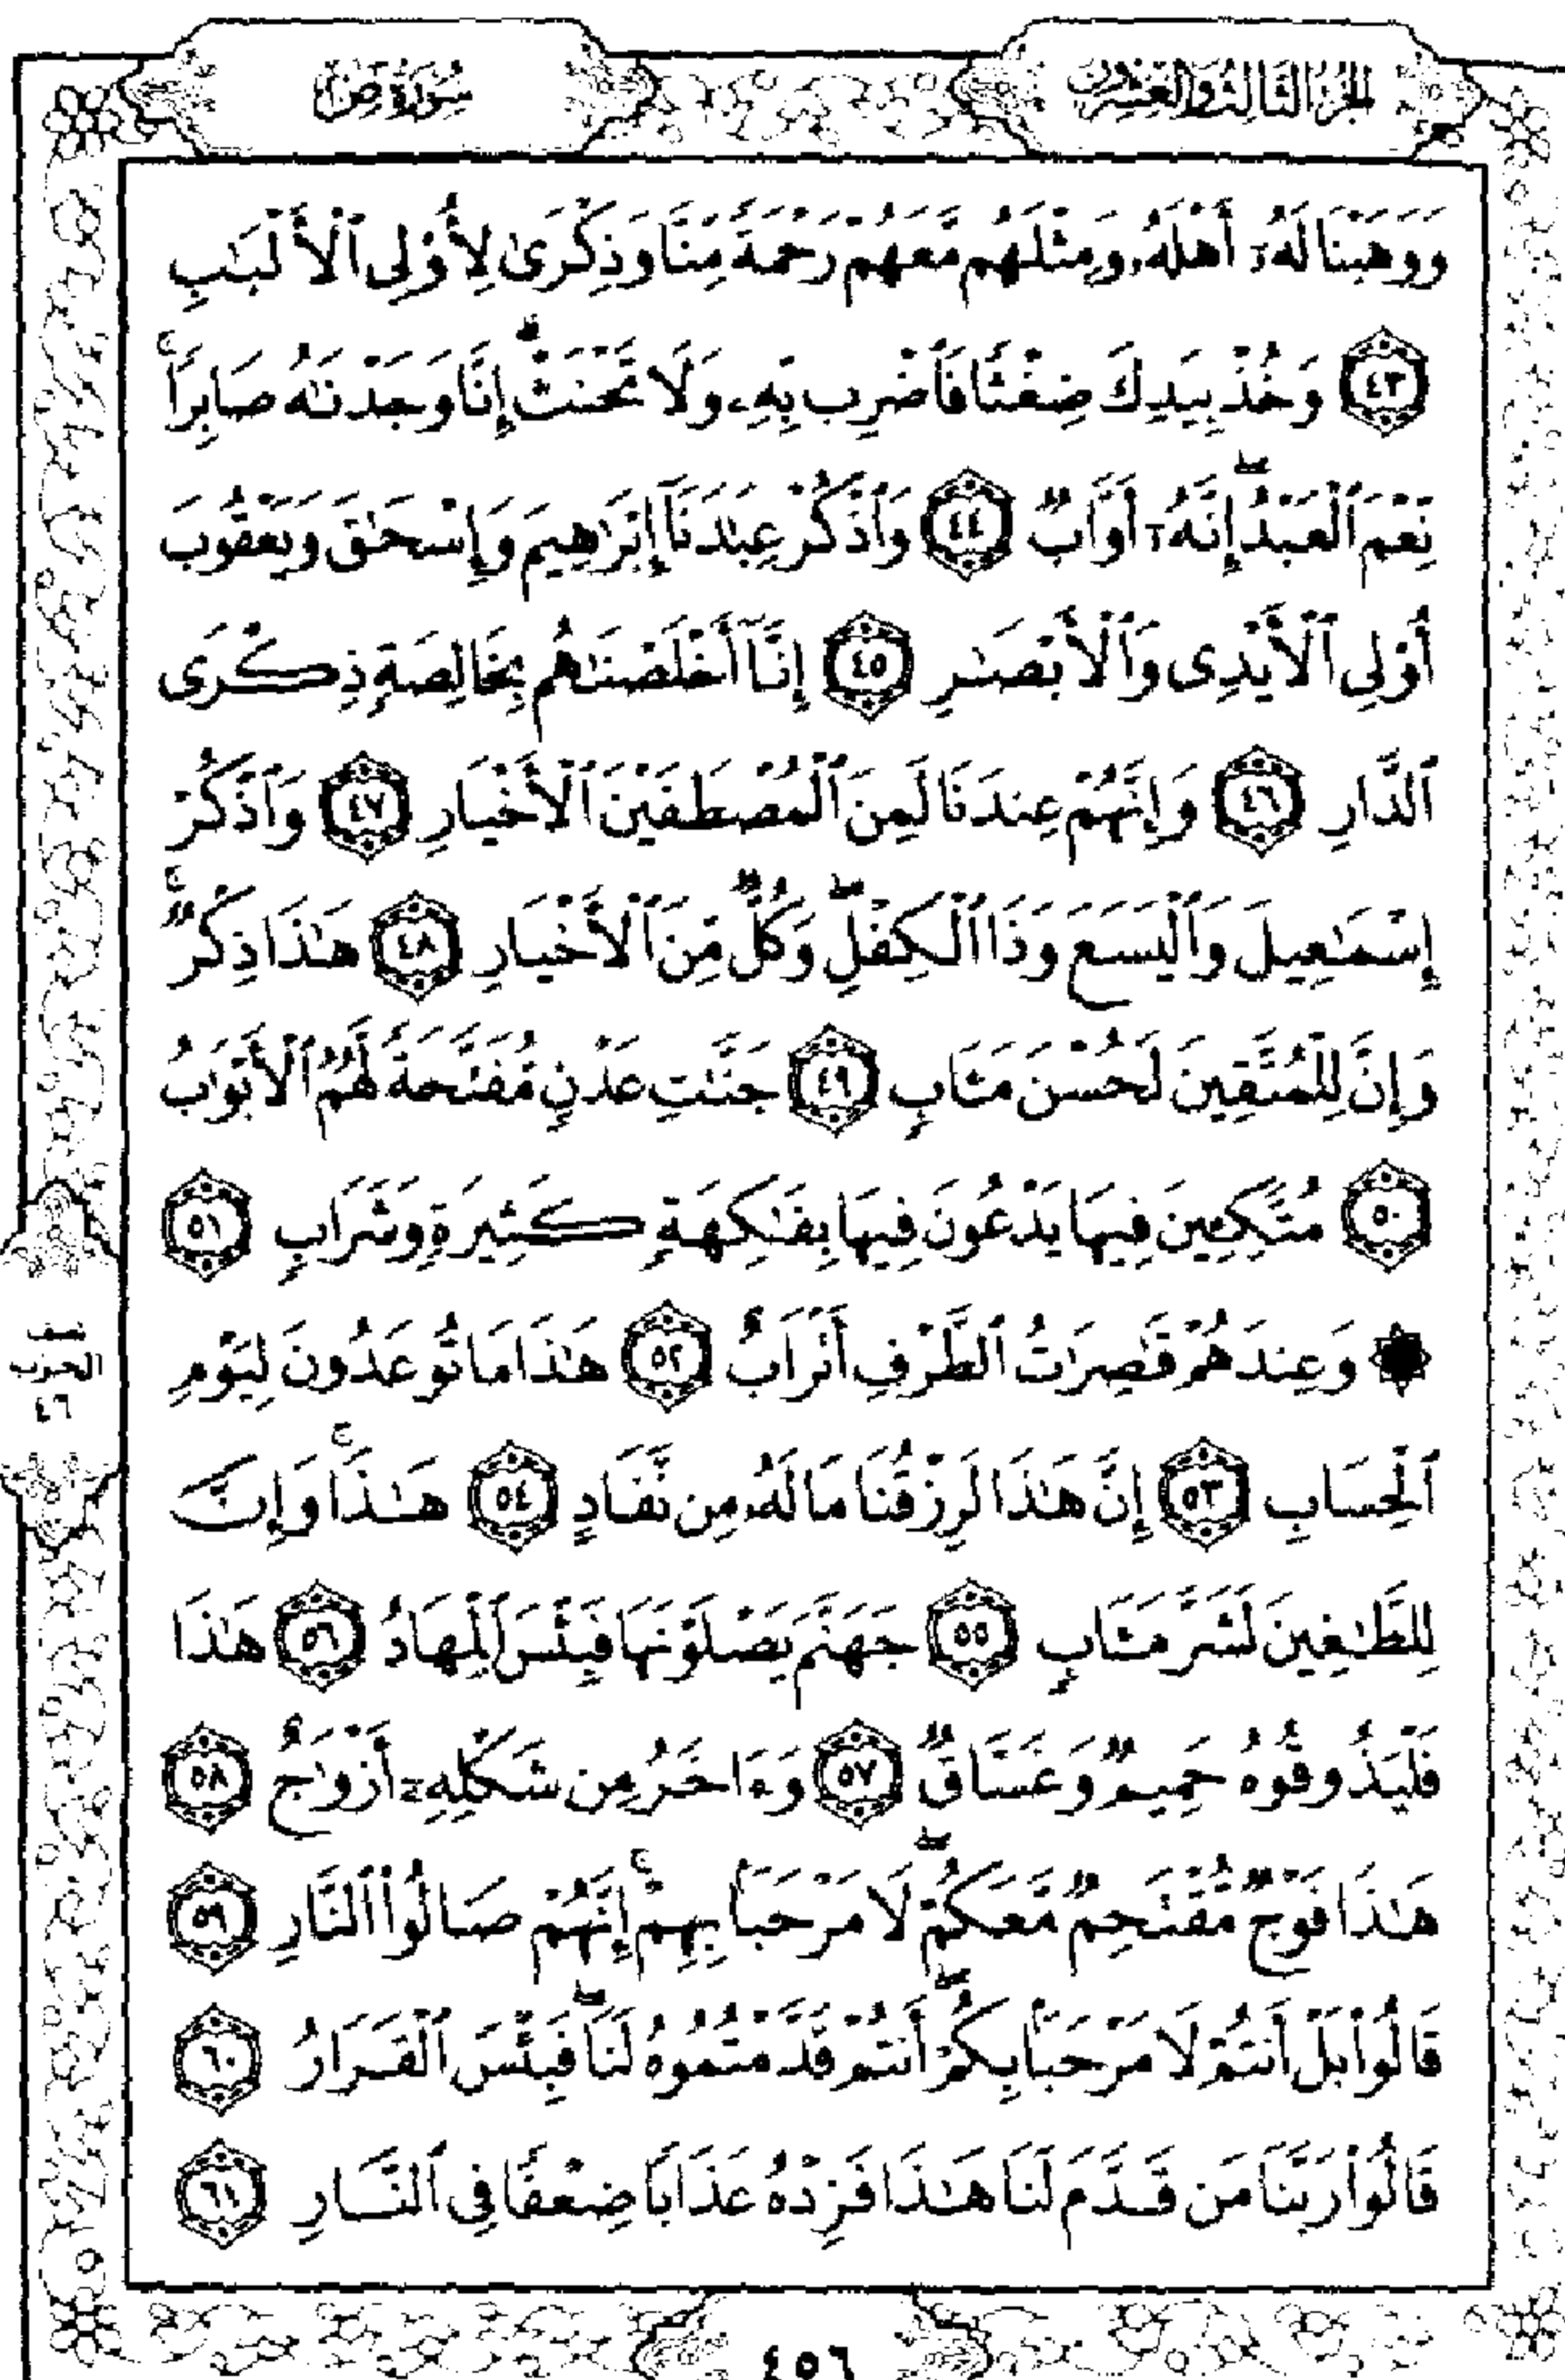 الجزء الثالث والعشرون
سورة ص
وَوَهَبْنَا لَهُۥٓ أَهْلَهُۥ وَمِثْلَهُم مَّعَهُمْ رَحْمَةً مِّنَّا وَذِكْرَىٰ لِأُو۟لِى ٱلْأَلْبَٰبِ
٤٣ وَخُذْ بِيَدِكَ ضِغْثًا فَٱضْرِب بِّهِۦ وَلَا تَحْنَثْ ۗ إِنَّا وَجَدْنَٰهُ صَابِرًا ۚ
نِّعْمَ ٱلْعَبْدُ ۖ إِنَّهُۥٓ أَوَّابٌ ٤٤ وَٱذْكُرْ عِبَٰدَنَآ إِبْرَٰهِيمَ وَإِسْحَٰقَ وَيَعْقُوبَ
أُو۟لِى ٱلْأَيْدِى وَٱلْأَبْصَٰرِ ٤٥ إِنَّآ أَخْلَصْنَٰهُم بِخَالِصَةٍ ذِكْرَى
ٱلدَّارِ ٤٦ وَإِنَّهُمْ عِندَنَا لَمِنَ ٱلْمُصْطَفَيْنَ ٱلْأَخْيَارِ ٤٧ وَٱذْكُرْ
إِسْمَٰعِيلَ وَٱلْيَسَعَ وَذَا ٱلْكِفْلِ ۖ وَكُلٌّ مِّنَ ٱلْأَخْيَارِ ٤٨ هَٰذَا ذِكْرٌ ۚ
وَإِنَّ لِلْمُتَّقِينَ لَحُسْنَ مَـَٔابٍ ٤٩ جَنَّٰتِ عَدْنٍ مُّفَتَّحَةً لَّهُمُ ٱلْأَبْوَٰبُ
٥٠ مُتَّكِـِٔينَ فِيهَا يَدْعُونَ فِيهَا بِفَٰكِهَةٍ كَثِيرَةٍ وَشَرَابٍ ٥١
۞ وَعِندَهُمْ قَٰصِرَٰتُ ٱلطَّرْفِ أَتْرَابٌ ٥٢ هَٰذَا مَا تُوعَدُونَ لِيَوْمِ
ٱلْحِسَابِ ٥٣ إِنَّ هَٰذَا لَرِزْقُنَا مَا لَهُۥ مِن نَّفَادٍ ٥٤ هَٰذَا ۚ وَإِنَّ
لِلطَّٰغِينَ لَشَرَّ مَـَٔابٍ ٥٥ جَهَنَّمَ يَصْلَوْنَهَا فَبِئْسَ ٱلْمِهَادُ ٥٦ هَٰذَا
فَلْيَذُوقُوهُ حَمِيمٌ وَغَسَّاقٌ ٥٧ وَءَاخَرُ مِن شَكْلِهِۦٓ أَزْوَٰجٌ ٥٨
هَٰذَا فَوْجٌ مُّقْتَحِمٌ مَّعَكُمْ ۖ لَا مَرْحَبًۢا بِهِمْ ۚ إِنَّهُمْ صَالُوا۟ ٱلنَّارِ ٥٩
قَالُوا۟ بَلْ أَنتُمْ لَا مَرْحَبًۢا بِكُمْ ۖ أَنتُمْ قَدَّمْتُمُوهُ لَنَا ۖ فَبِئْسَ ٱلْقَرَارُ ٦٠
قَالُوا۟ رَبَّنَا مَن قَدَّمَ لَنَا هَٰذَا فَزِدْهُ عَذَابًا ضِعْفًا فِى ٱلنَّارِ ٦١
الحزب
٤٦
٤٥٦